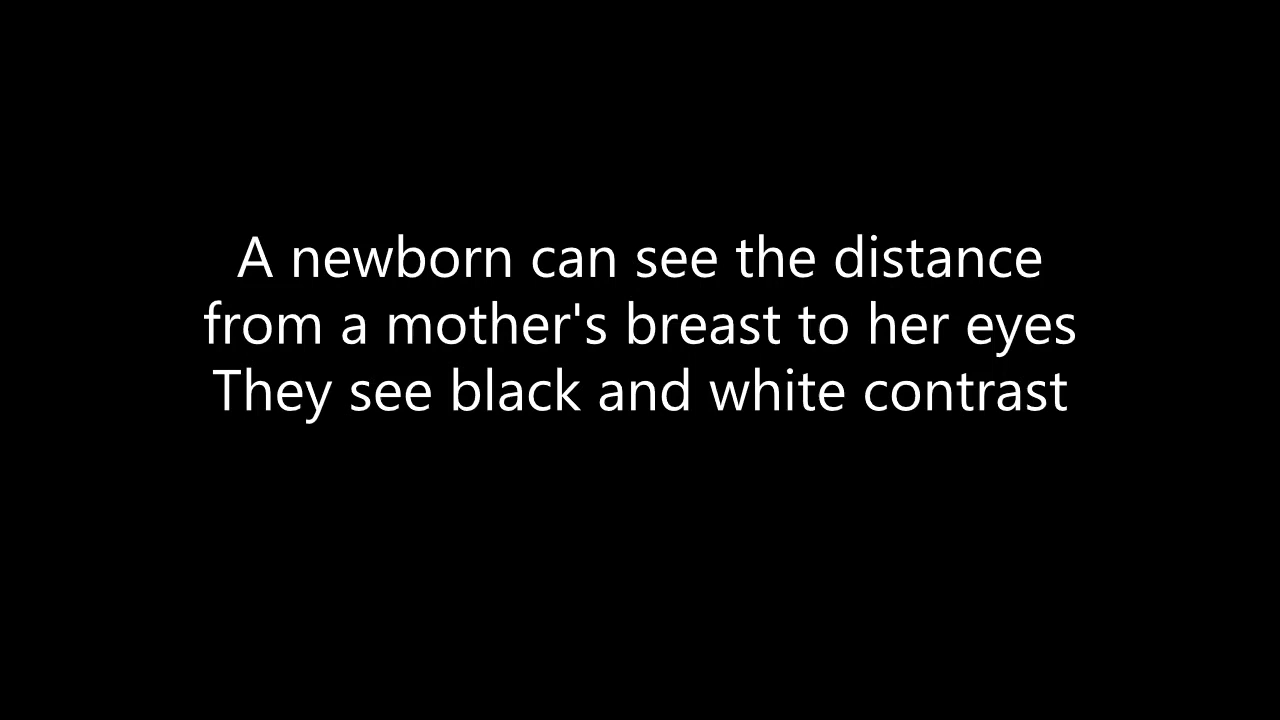 A newborn can see the distance
from a mother's breast to her eyes
They see black and white contrast